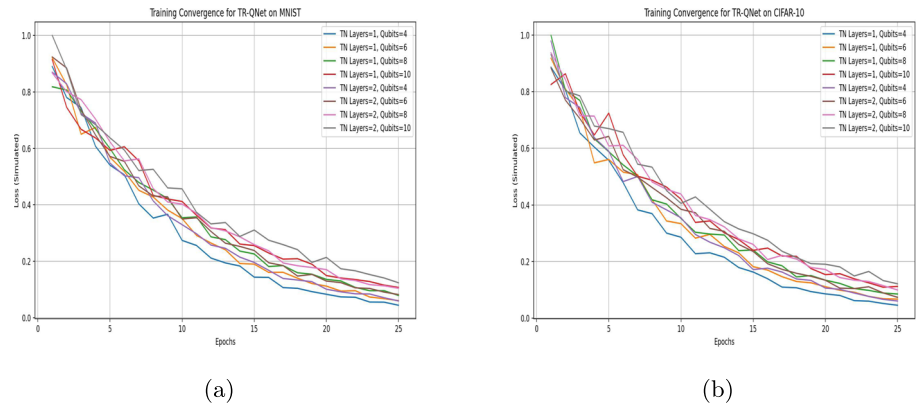 Training Convergence for TR-QNet on MNIST
Loss (Simulated)
1.0
0.8
0.6
0.4
0.2
0.0
0
5
10
15
20
25
Epochs
TN Layers=1, Qubits=4
TN Layers=1, Qubits=6
TN Layers=1, Qubits=8
TN Layers=1, Qubits=10
TN Layers=2, Qubits=4
TN Layers=2, Qubits=6
TN Layers=2, Qubits=8
TN Layers=2, Qubits=10
(a)
Training Convergence for TR-QNet on CIFAR-10
Loss (Simulated)
1.0
0.8
0.6
0.4
0.2
0.0
0
5
10
15
20
25
Epochs
TN Layers=1, Qubits=4
TN Layers=1, Qubits=6
TN Layers=1, Qubits=8
TN Layers=1, Qubits=10
TN Layers=2, Qubits=4
TN Layers=2, Qubits=6
TN Layers=2, Qubits=8
TN Layers=2, Qubits=10
(b)